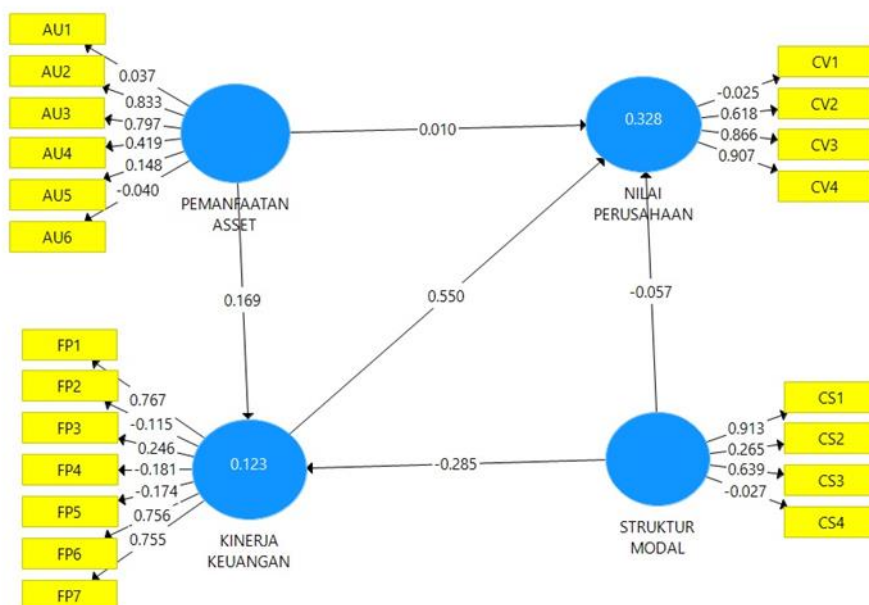 AU1
AU2
AU3
AU4
AU5
AU6
0.037
0.833
0.797
0.419
0.148
-0.040
PEMANFAATAN
ASSET
0.010
0.328
NILAI
PERUSAHAAN
-0.025
0.618
0.866
0.907
CV1
CV2
CV3
CV4
0.169
0.550
-0.057
FP1
FP2
FP3
FP4
FP5
FP6
FP7
0.767
-0.115
0.246
-0.181
-0.174
0.756
0.755
0.123
KINERJA
KEUANGAN
-0.285
STRUKTUR
MODAL
0.913
0.265
0.639
-0.027
CS1
CS2
CS3
CS4